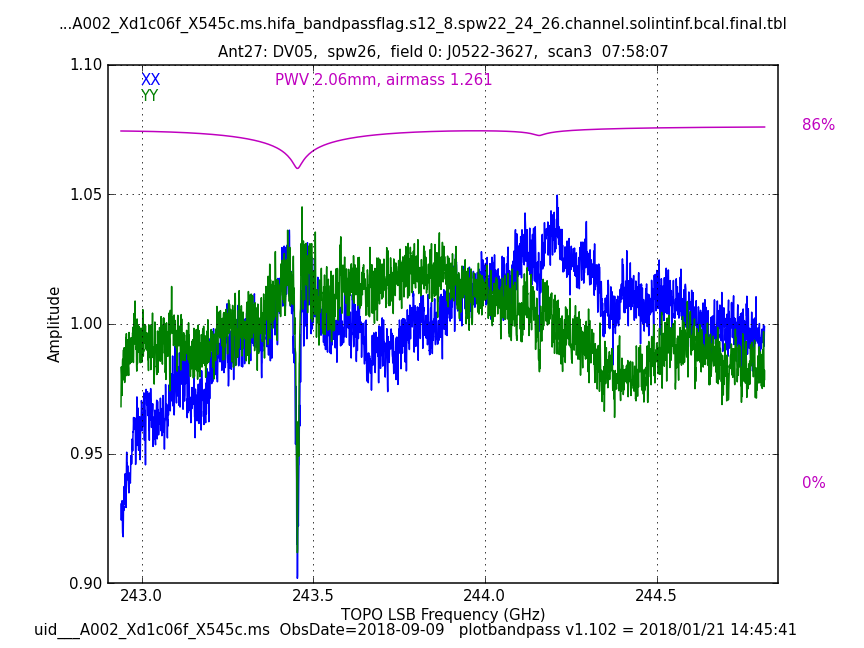 ...A002_Xd1c06f_X545c.ms.hifa_bandpassflag.s12_8.spw22_24_26.channel.solintinf.bcal.final.tbl
Ant27: DV05,  spw26,  field 0: J0522-3627,  scan3  07:58:07
1.10
XX
PWV 2.06mm, airmass 1.261
YY
86%
1.05
1.00
Amplitude
0.95
0%
0.90
243.0
243.5
244.0
244.5
TOPO LSB Frequency (GHz)
uid___A002_Xd1c06f_X545c.ms  ObsDate=2018-09-09   plotbandpass v1.102 = 2018/01/21 14:45:41